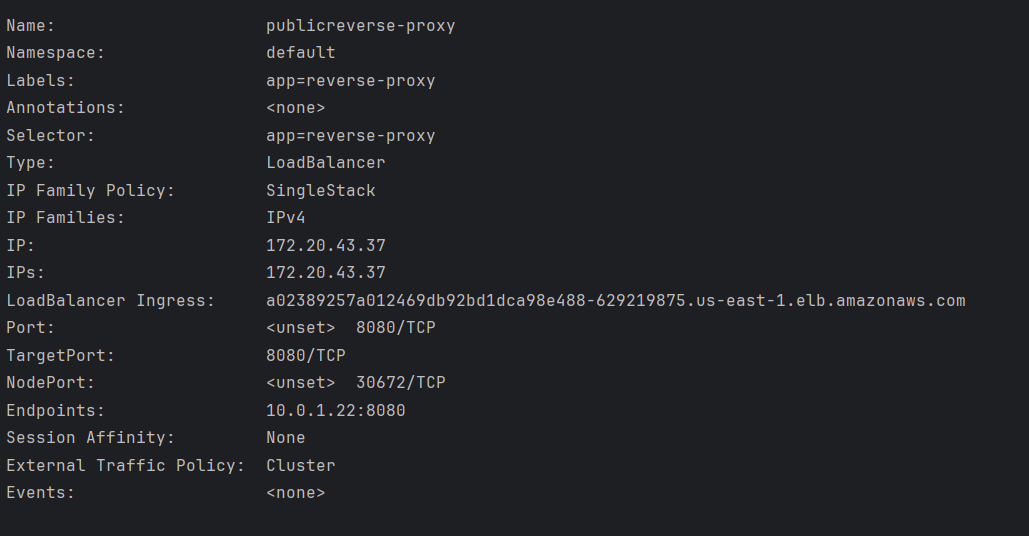 Name: publicreverse-proxy
Namespace: default
Labels: app=reverse-proxy
Annotations: <none>
Selector: app=reverse-proxy
Type: LoadBalancer
IP Family Policy: SingleStack
IP Families: IPv4
IP: 172.20.43.37
IPs: 172.20.43.37
LoadBalancer Ingress: a02389257a012469db92bd1dca98e488-629219875.us-east-1.elb.amazonaws.com
Port: <unset> 8080/TCP
TargetPort: 8080/TCP
NodePort: <unset> 30672/TCP
Endpoints: 10.0.1.22:8080
Session Affinity: None
External Traffic Policy: Cluster
Events: <none>